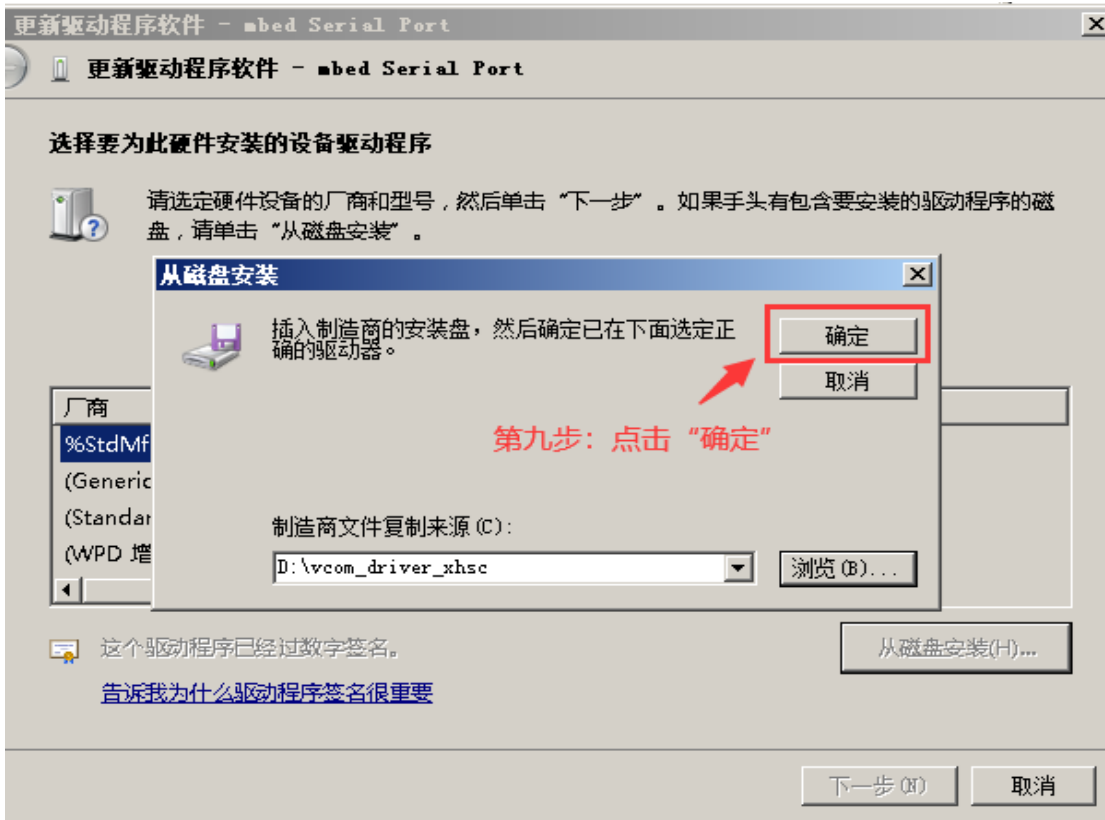 更新驱动程序软件 - mbed Serial Port
更新驱动程序软件 - mbed Serial Port
选择要为此硬件安装的设备驱动程序
请选定硬件设备的厂商和型号，然后单击“下一步”。如果手头有包含要安装的驱动程序的磁
盘，请单击“从磁盘安装”。
从磁盘安装
插入制造商的安装盘，然后确定已在下面选定正
确的驱动器。
确定
取消
第九步：点击“确定”
厂商
%StdMf
(Generic
(Standar
(WPD 增
制造商文件复制来源(C):
D:\vcom_driver_xhsc
浏览(B)...
这个驱动程序已经过数字签名。
从磁盘安装(H)...
告诉我为什么驱动程序签名很重要
下一步(N)
取消